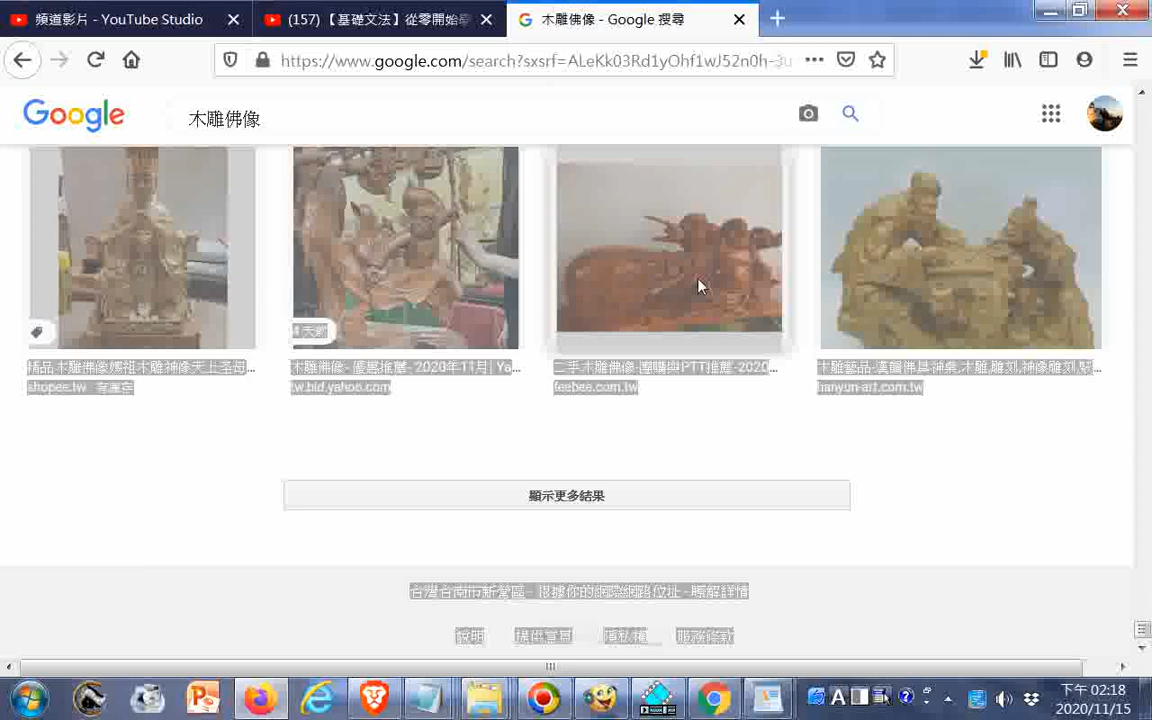 頻道影片 - YouTube Studio
(157)【基礎文法】從零開始學
木雕佛像 - Google 搜尋
https://www.google.com/search?sxsrf=ALeKk03Rd1yOhf1wJ52n0h-3u
Google
木雕佛像
精品木雕佛像媽祖木雕神像天上圣母...
shopee.tw
木雕佛像- 優惠推薦 - 2020年11月| Ya...
tw.bid.yahoo.com
二手木雕佛像-團購與PTT推薦-2020...
feebee.com.tw
木雕藝品-漢韻佛具神桌,木雕,雕刻,神像雕刻,緊...
hanyun-art.com.tw
顯示更多結果
台灣台南市新營區 - 根據你的網際網路位址 - 瞭解詳情
說明 提供意見 隱私權 服務條款
下午 02:18
2020/11/15